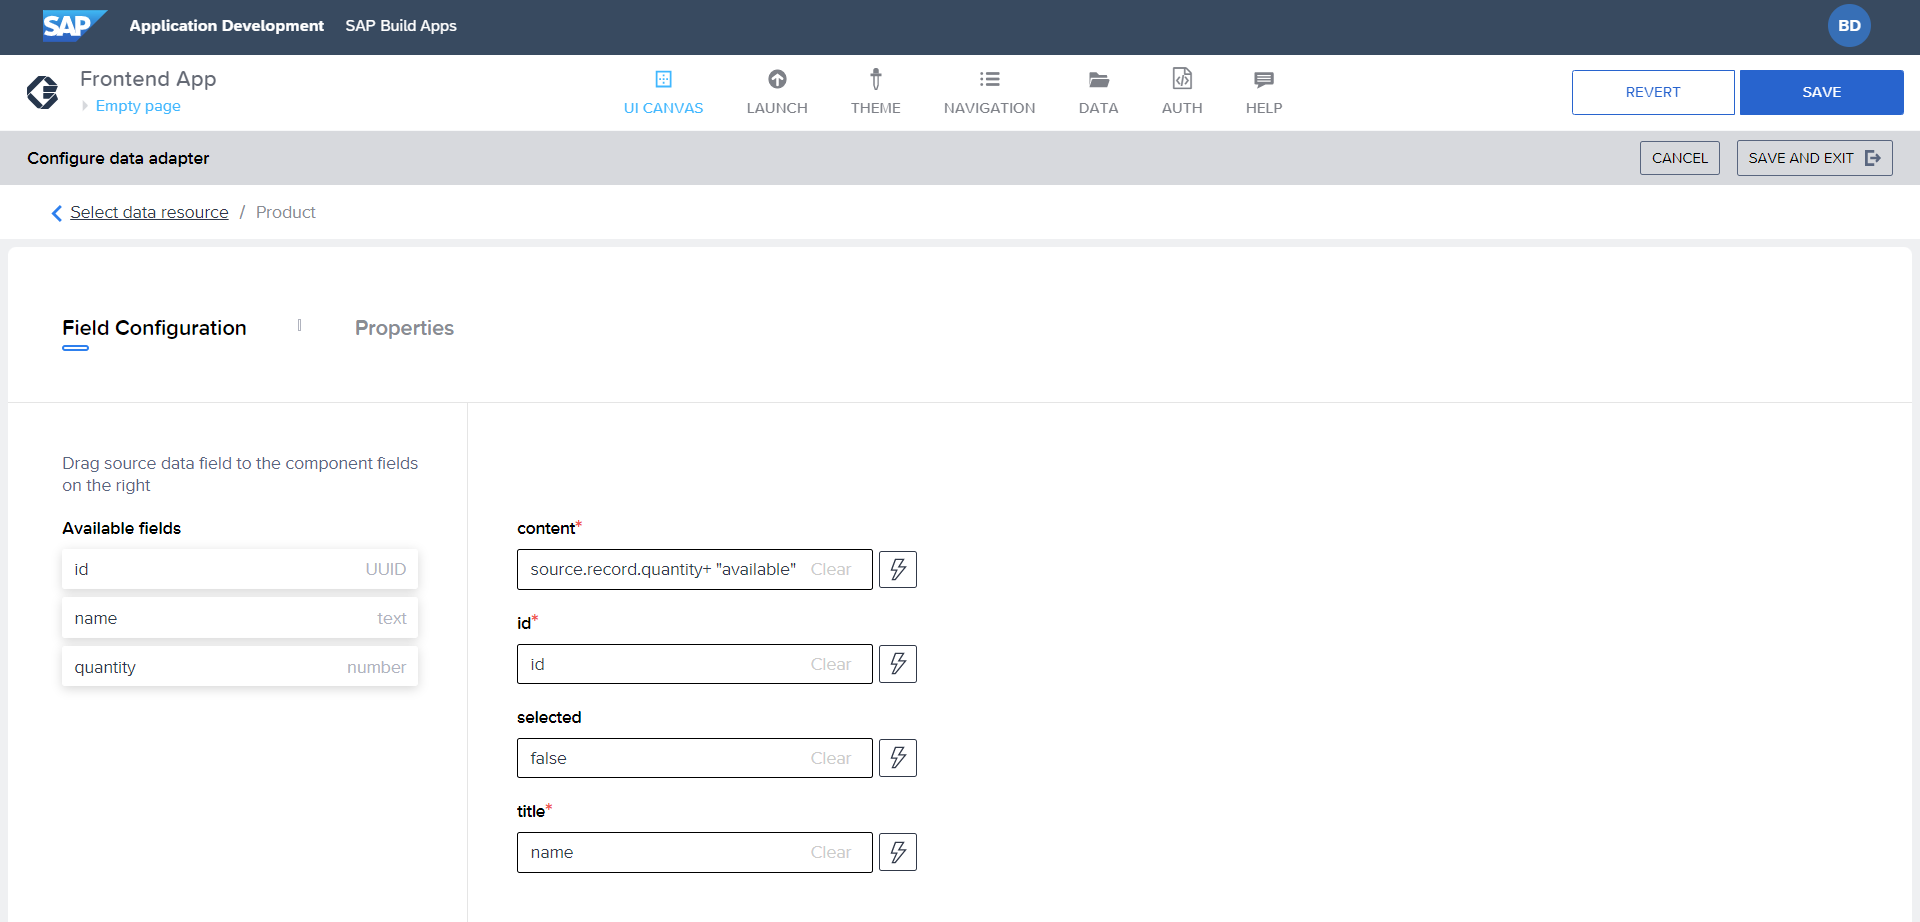 SAP Application Development SAP Build Apps BD
Frontend App
Empty page
UI CANVAS LAUNCH THEME NAVIGATION DATA AUTH HELP
REVERT SAVE
Configure data adapter CANCEL SAVE AND EXIT
Select data resource / Product
Field Configuration Properties
Drag source data field to the component fields
on the right
Available fields
id UUID
name text
quantity number
content*
source.record.quantity+ "available" Clear
id*
id Clear
selected
false Clear
title*
name Clear